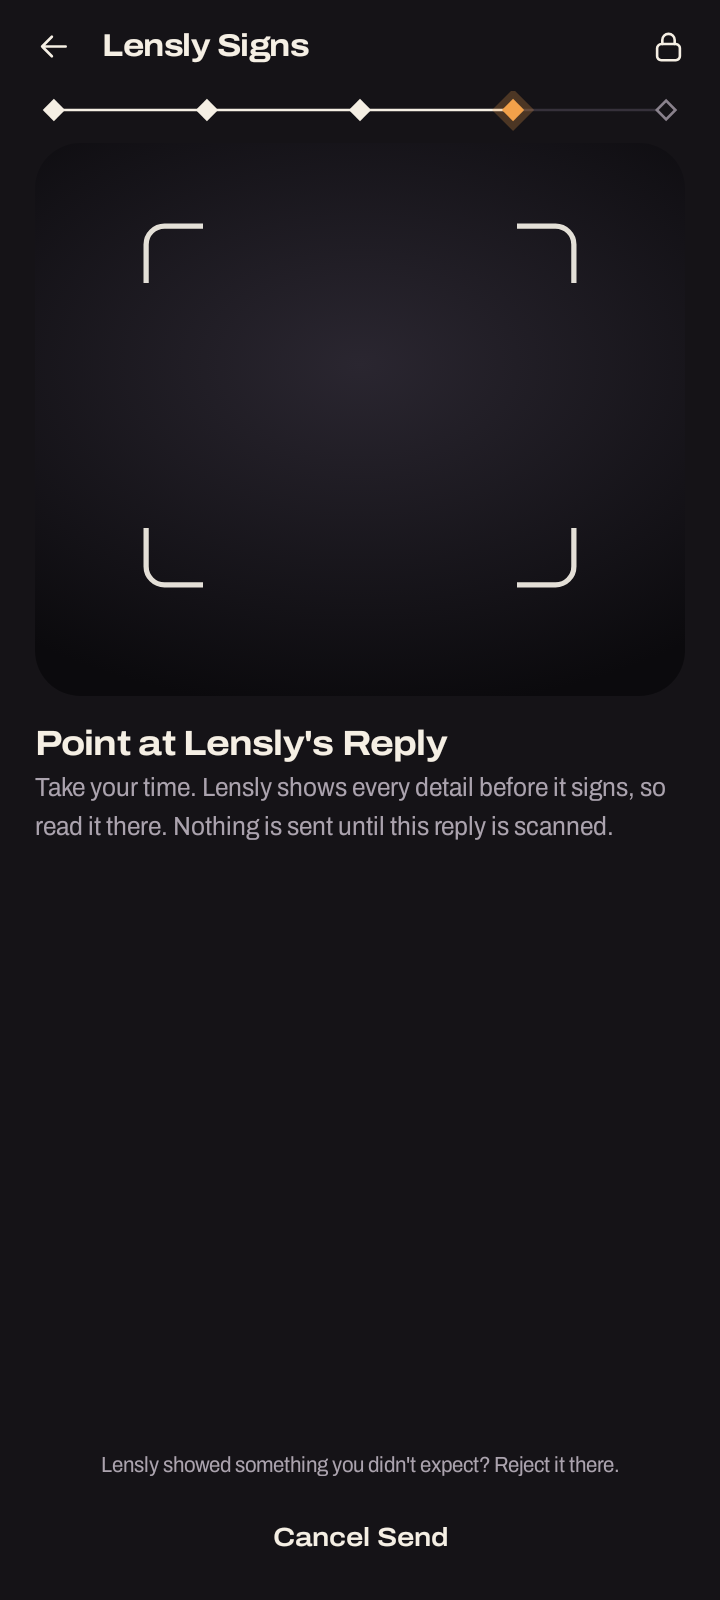 Lensly Signs
Point at Lensly's Reply
Take your time. Lensly shows every detail before it signs, so
read it there. Nothing is sent until this reply is scanned.
Lensly showed something you didn't expect? Reject it there.
Cancel Send